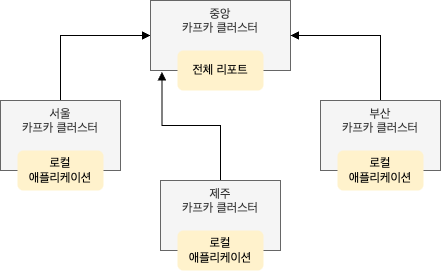 중앙
카프카 클러스터
전체 리포트
서울
카프카 클러스터
로컬
애플리케이션
부산
카프카 클러스터
로컬
애플리케이션
제주
카프카 클러스터
로컬
애플리케이션